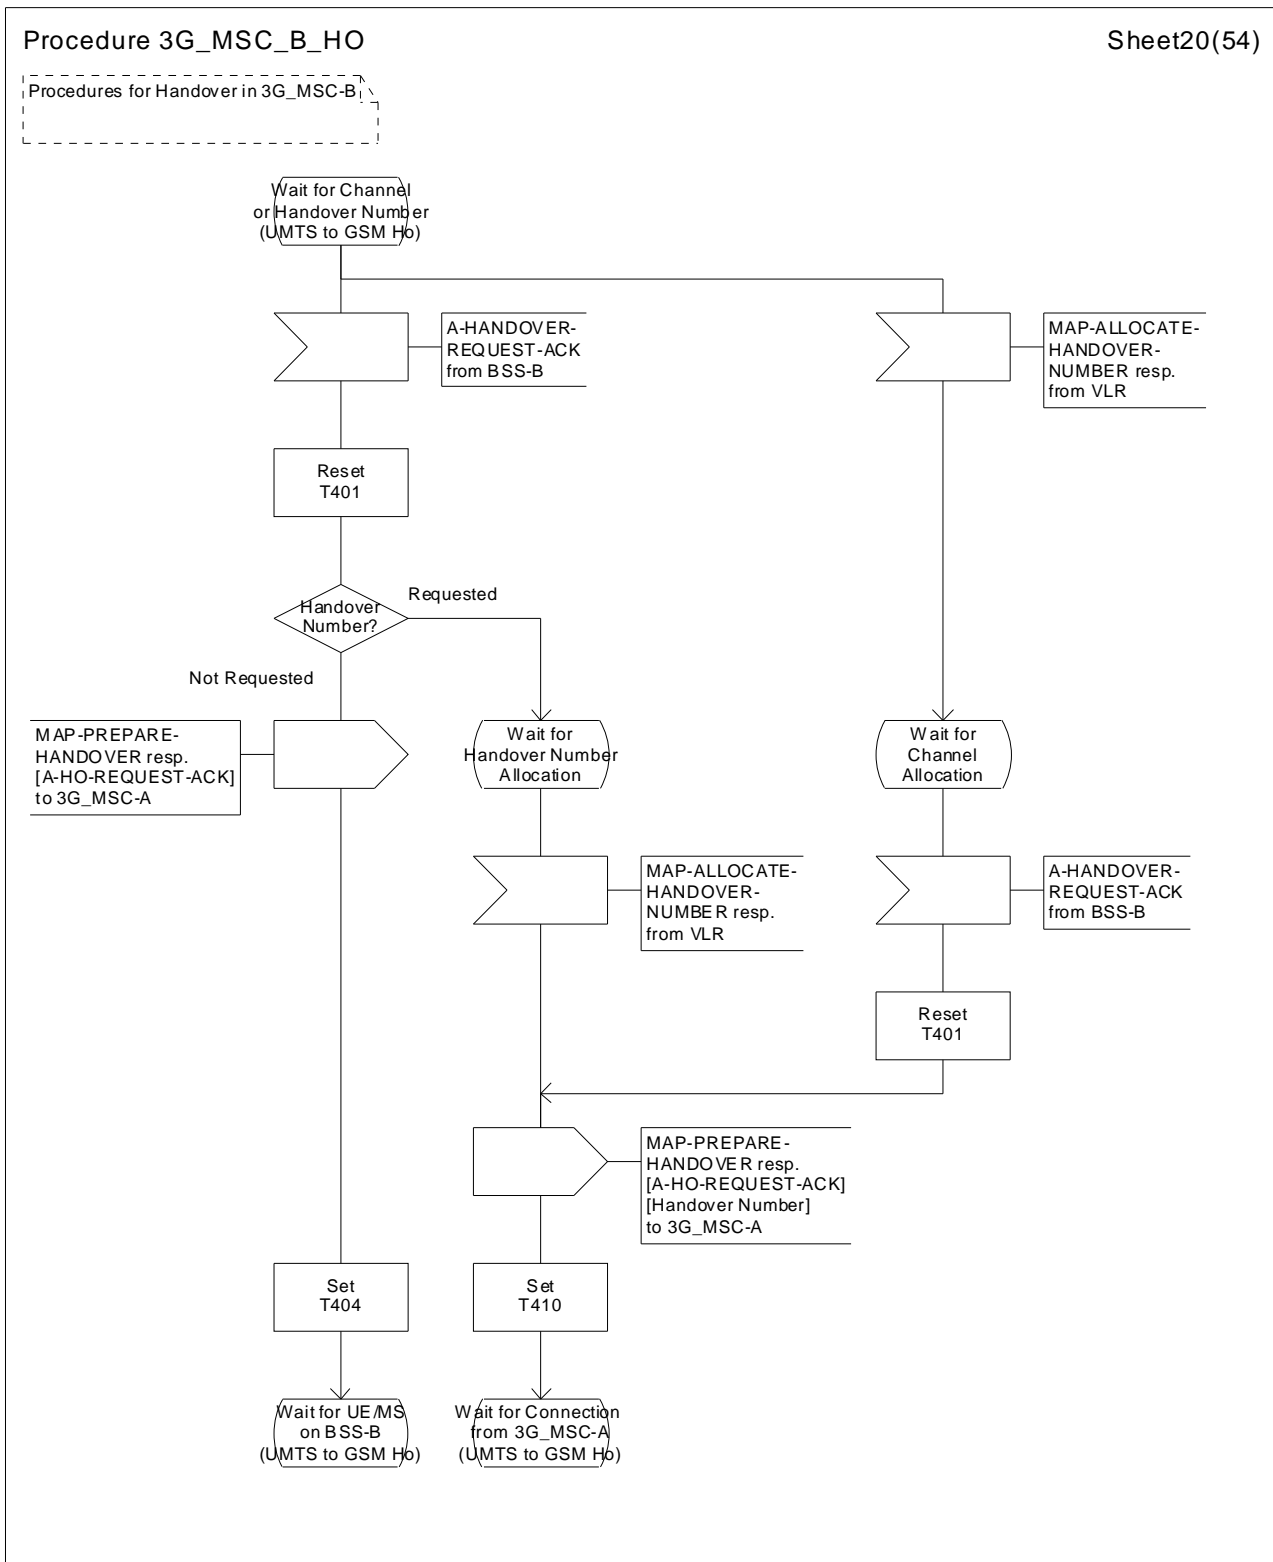 Procedure 3G_MSC_B_HO
Sheet20(54)
Procedures for Handover in 3G_MSC-B
Wait for Channel
or Handover Number
(UMTS to GSM Ho)
A-HANDOVER-
REQUEST-ACK
from BSS-B
MAP-ALLOCATE-
HANDOVER-
NUMBER resp.
from VLR
Reset
T401
Handover
Number?
Requested
Not Requested
MAP-PREPARE-
HANDOVER resp.
[A-HO-REQUEST-ACK]
to 3G_MSC-A
Wait for
Handover Number
Allocation
Wait for
Channel
Allocation
MAP-ALLOCATE-
HANDOVER-
NUMBER resp.
from VLR
A-HANDOVER-
REQUEST-ACK
from BSS-B
Reset
T401
MAP-PREPARE-
HANDOVER resp.
[A-HO-REQUEST-ACK]
[Handover Number]
to 3G_MSC-A
Set
T404
Set
T410
Wait for UE/MS
on BSS-B
(UMTS to GSM Ho)
Wait for Connection
from 3G_MSC-A
(UMTS to GSM Ho)